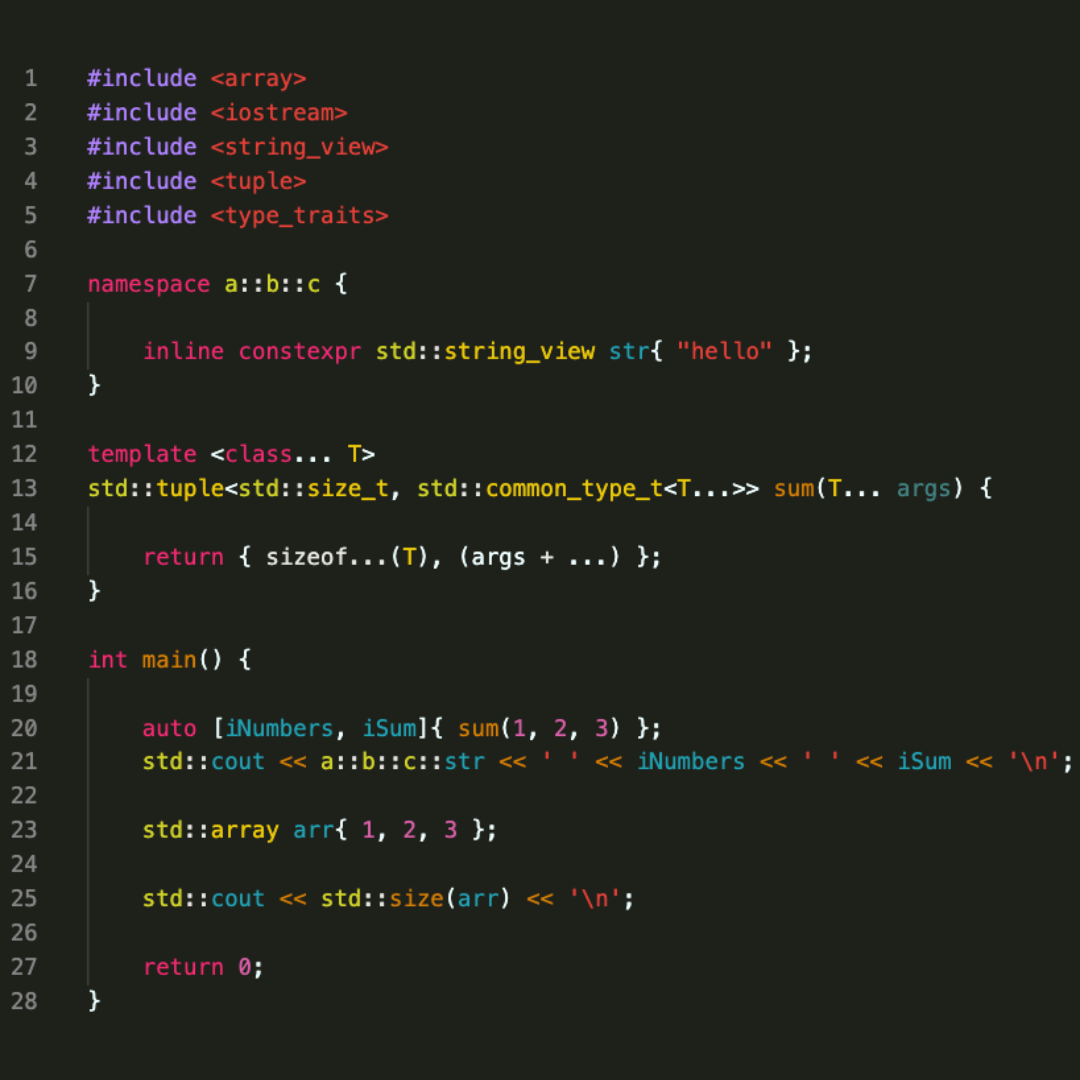 1 #include <array>
2 #include <iostream>
3 #include <string_view>
4 #include <tuple>
5 #include <type_traits>
6
7 namespace a::b::c {
8
9     inline constexpr std::string_view str{ "hello" };
10 }
11
12 template <class... T>
13 std::tuple<std::size_t, std::common_type_t<T...>> sum(T... args) {
14
15     return { sizeof...(T), (args + ...) };
16 }
17
18 int main() {
19
20     auto [iNumbers, iSum]{ sum(1, 2, 3) };
21     std::cout << a::b::c::str << ' ' << iNumbers << ' ' << iSum << '\n';
22
23     std::array arr{ 1, 2, 3 };
24
25     std::cout << std::size(arr) << '\n';
26
27     return 0;
28 }